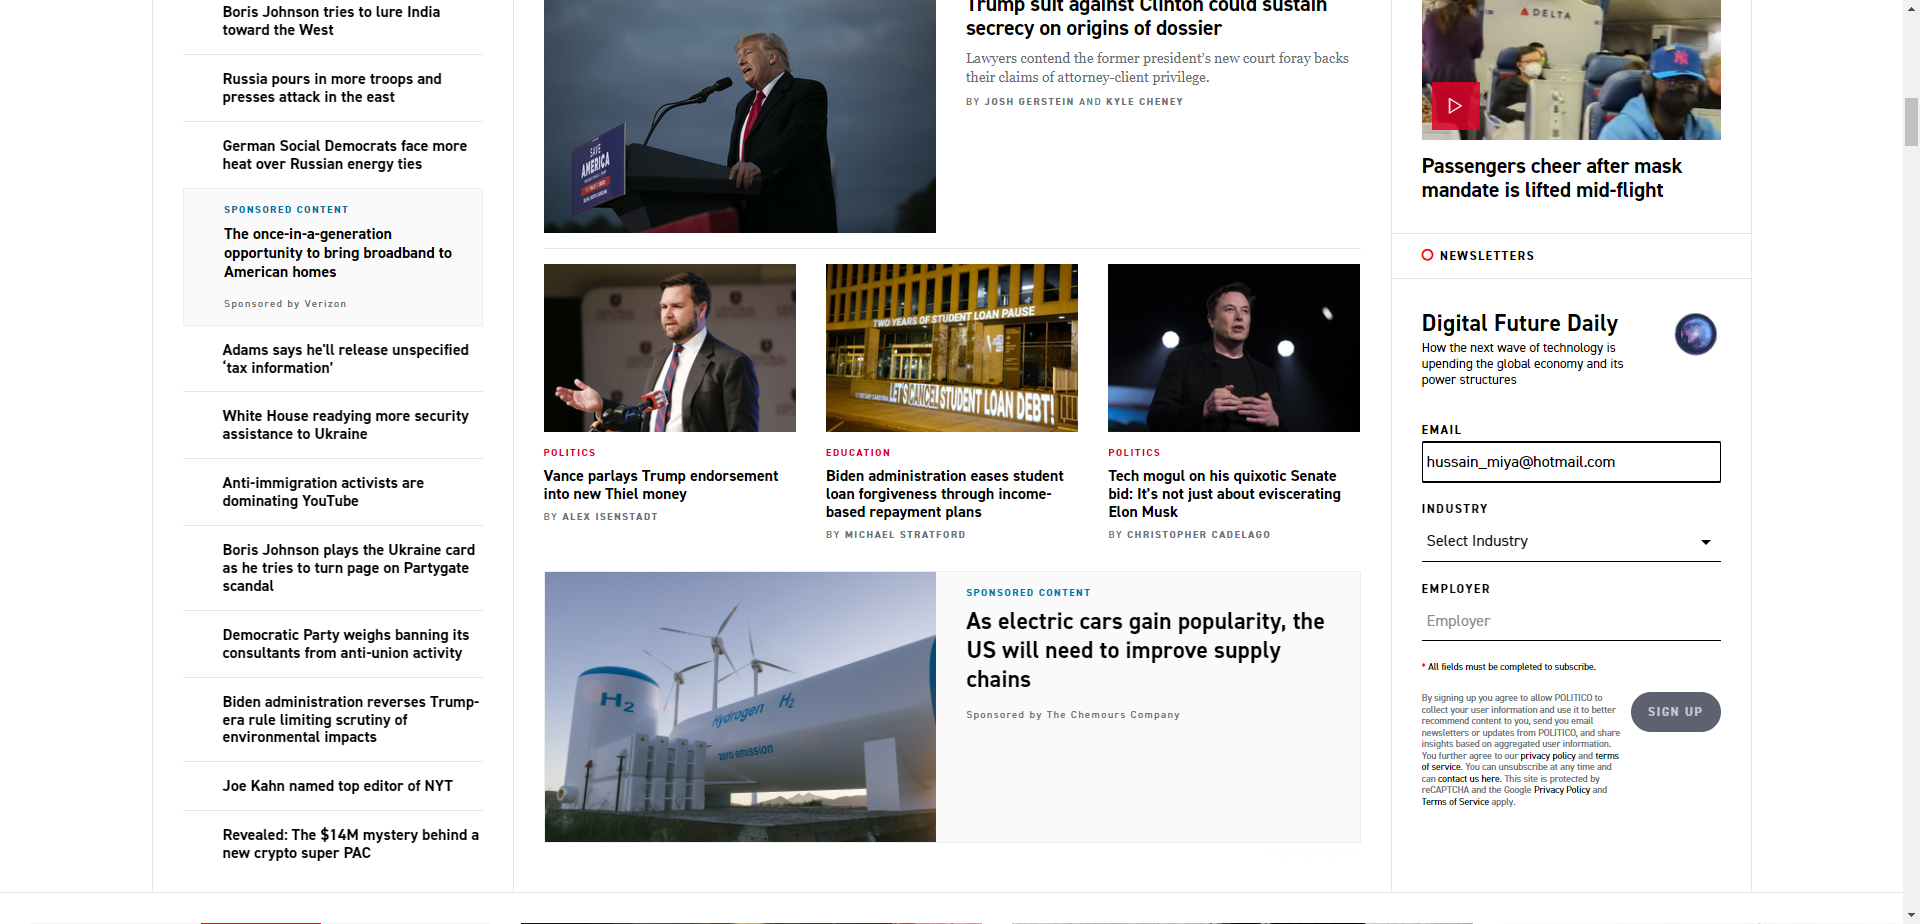 Boris Johnson tries to lure India
toward the West
Russia pours in more troops and
presses attack in the east
German Social Democrats face more
heat over Russian energy ties
SPONSORED CONTENT
The once-in-a-generation
opportunity to bring broadband to
American homes
Sponsored by Verizon
Adams says he'll release unspecified
‘tax information’
White House readying more security
assistance to Ukraine
Anti-immigration activists are
dominating YouTube
Boris Johnson plays the Ukraine card
as he tries to turn page on Partygate
scandal
Democratic Party weighs banning its
consultants from anti-union activity
Biden administration reverses Trump-
era rule limiting scrutiny of
environmental impacts
Joe Kahn named top editor of NYT
Revealed: The $14M mystery behind a
new crypto super PAC
SAVE
AMERICA
Trump suit against Clinton could sustain
secrecy on origins of dossier
Lawyers contend the former president’s new court foray backs
their claims of attorney-client privilege.
BY JOSH GERSTEIN AND KYLE CHENEY
POLITICS
Vance parlays Trump endorsement
into new Thiel money
BY ALEX ISENSTADT
TWO YEARS OF STUDENT LOAN PAUSE
LET'S CANCEL STUDENT LOAN DEBT!
EDUCATION
Biden administration eases student
loan forgiveness through income-
based repayment plans
BY MICHAEL STRATFORD
POLITICS
Tech mogul on his quixotic Senate
bid: It’s not just about eviscerating
Elon Musk
BY CHRISTOPHER CADELAGO
H2
Hydrogen H2
zero emission
SPONSORED CONTENT
As electric cars gain popularity, the
US will need to improve supply
chains
Sponsored by The Chemours Company
DELTA
Passengers cheer after mask
mandate is lifted mid-flight
NEWSLETTERS
Digital Future Daily
How the next wave of technology is
upending the global economy and its
power structures
EMAIL
hussain_miya@hotmail.com
INDUSTRY
Select Industry
EMPLOYER
Employer
* All fields must be completed to subscribe.
By signing up you agree to allow POLITICO to
collect your user information and use it to better
recommend content to you, send you email
newsletters or updates from POLITICO, and share
insights based on aggregated user information.
You further agree to our privacy policy and terms
of service. You can unsubscribe at any time and
can contact us here. This site is protected by
reCAPTCHA and the Google Privacy Policy and
Terms of Service apply.
SIGN UP